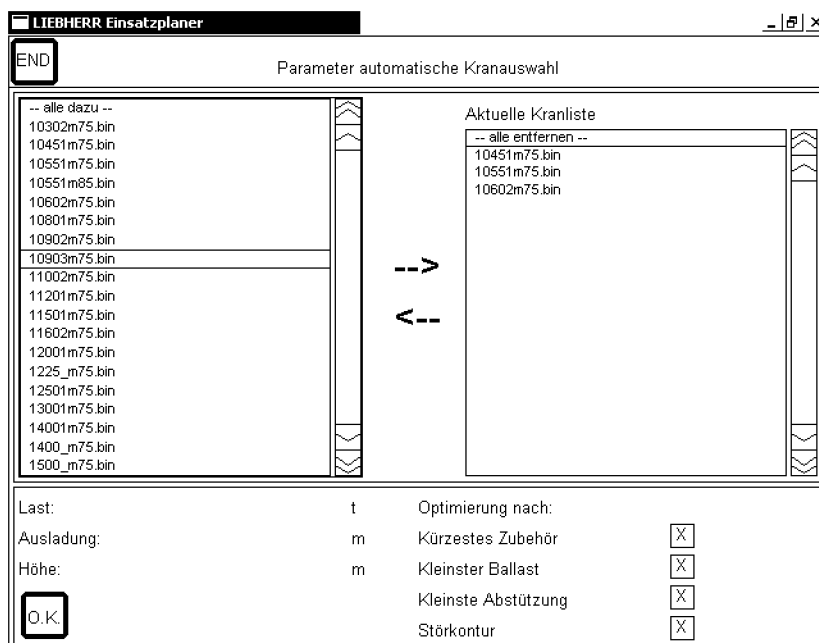 LIEBHERR Einsatzplaner
END
Parameter automatische Kranauswahl
-- alle dazu --
10302m75.bin
10451m75.bin
10551m75.bin
10551m85.bin
10602m75.bin
10801m75.bin
10902m75.bin
10903m75.bin
11002m75.bin
11201m75.bin
11501m75.bin
11602m75.bin
12001m75.bin
1225_m75.bin
12501m75.bin
13001m75.bin
14001m75.bin
1400_m75.bin
1500_m75.bin
-->
<--
Aktuelle Kranliste
-- alle entfernen --
10451m75.bin
10551m75.bin
10602m75.bin
Last: t
Ausladung: m
Höhe: m
O.K.
Optimierung nach:
Kürzestes Zubehör X
Kleinster Ballast X
Kleinste Abstützung X
Störkontur X